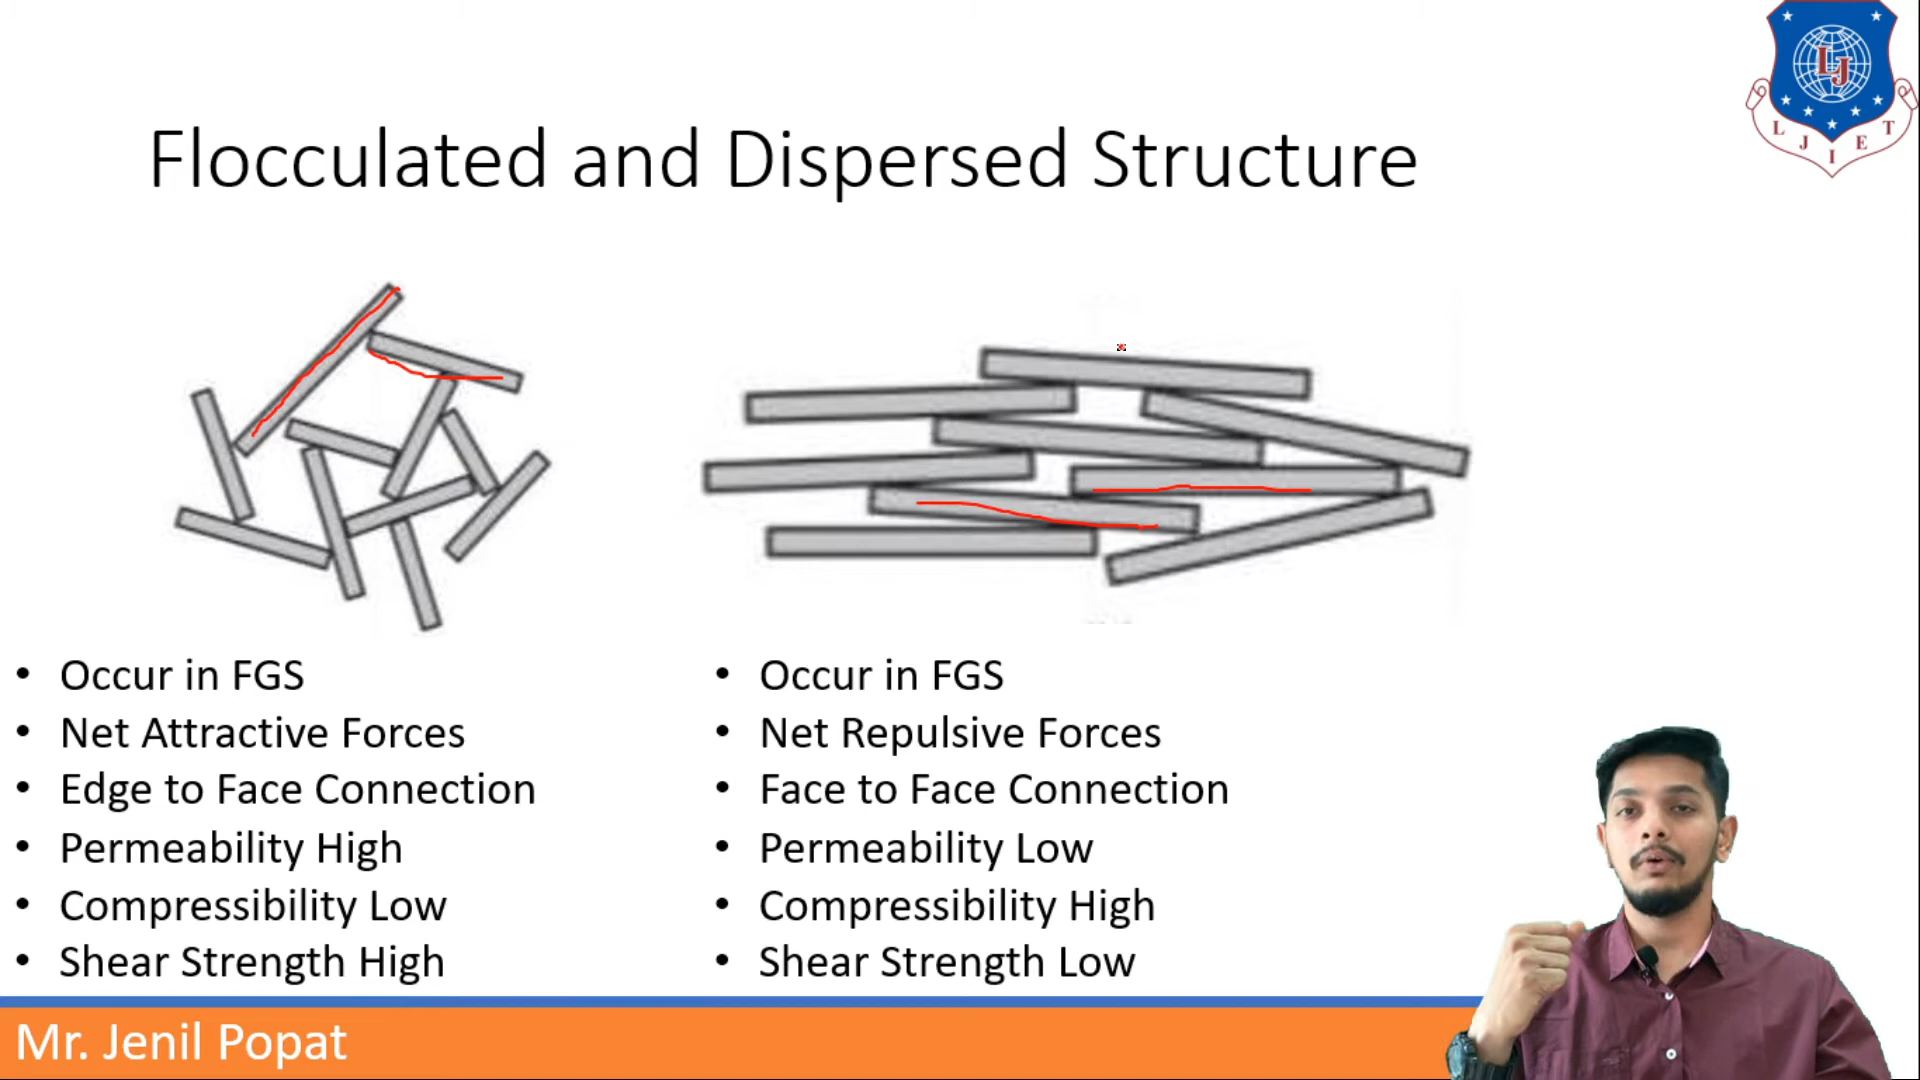 LJ
L J I E T
Flocculated and Dispersed Structure
• Occur in FGS
• Net Attractive Forces
• Edge to Face Connection
• Permeability High
• Compressibility Low
• Shear Strength High
• Occur in FGS
• Net Repulsive Forces
• Face to Face Connection
• Permeability Low
• Compressibility High
• Shear Strength Low
Mr. Jenil Popat